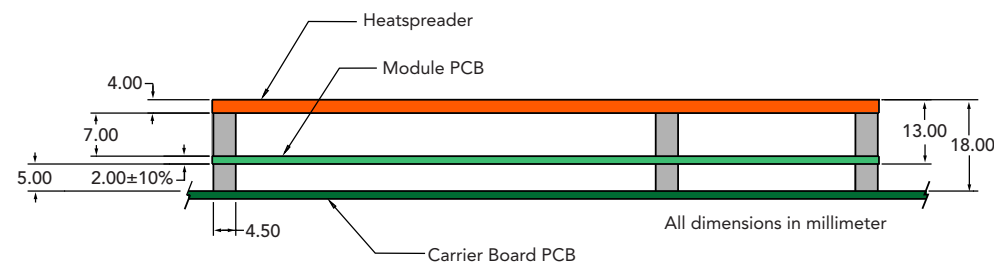 Heatspreader
Module PCB
4.00
7.00
13.00
18.00
5.00
2.00±10%
All dimensions in millimeter
4.50
Carrier Board PCB